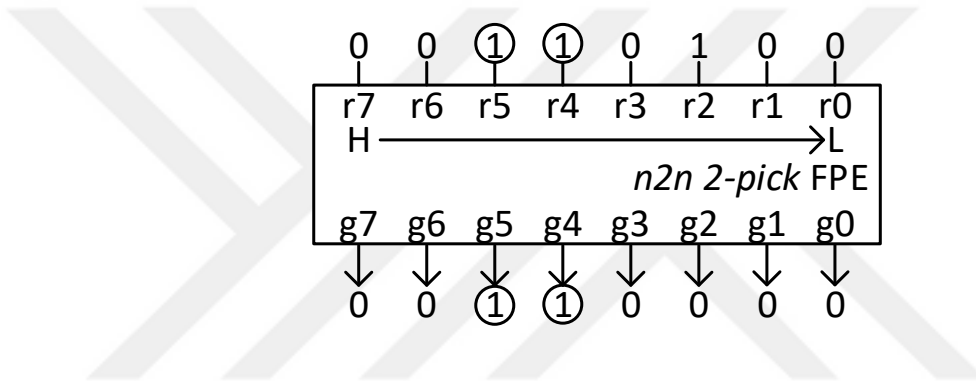 0 0 1 1 0 1 0 0
r7 r6 r5 r4 r3 r2 r1 r0
H L
n2n 2-pick FPE
g7 g6 g5 g4 g3 g2 g1 g0
0 0 1 1 0 0 0 0